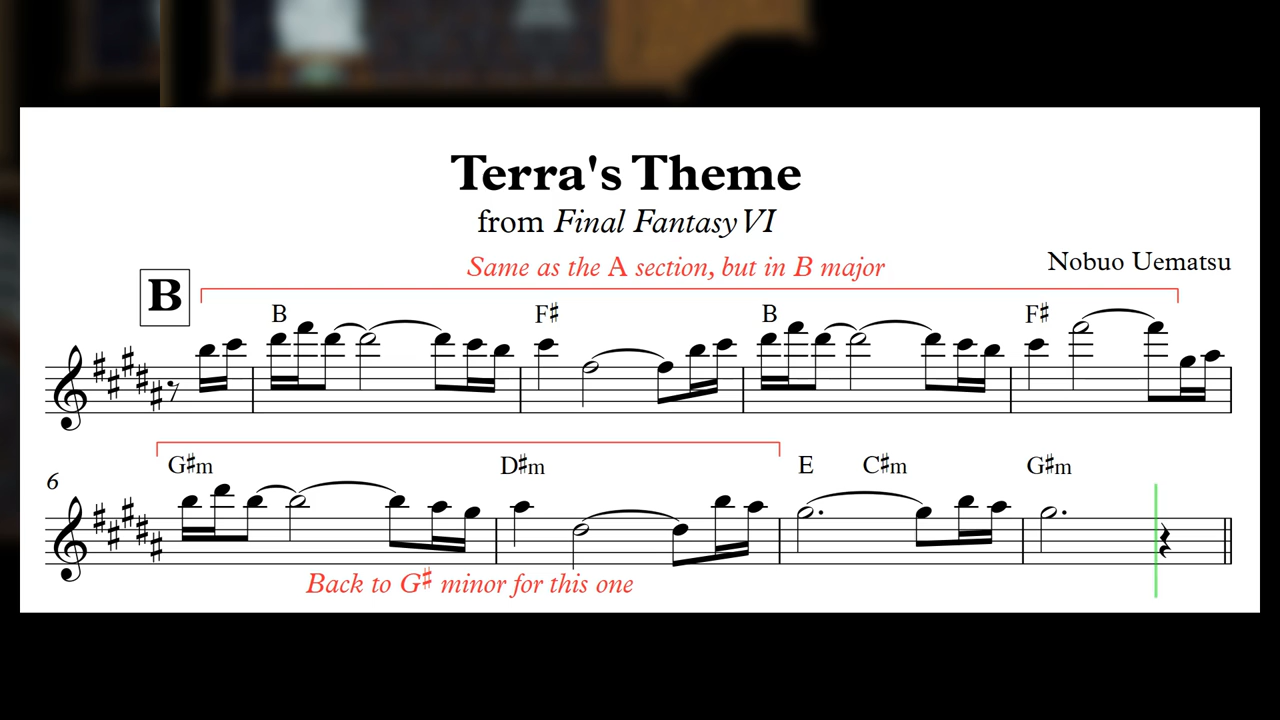 Terra's Theme
from Final Fantasy VI
Same as the A section, but in B major
Nobuo Uematsu
B
B F♯ B F♯
G♯m D♯m E C♯m G♯m
6
Back to G♯ minor for this one